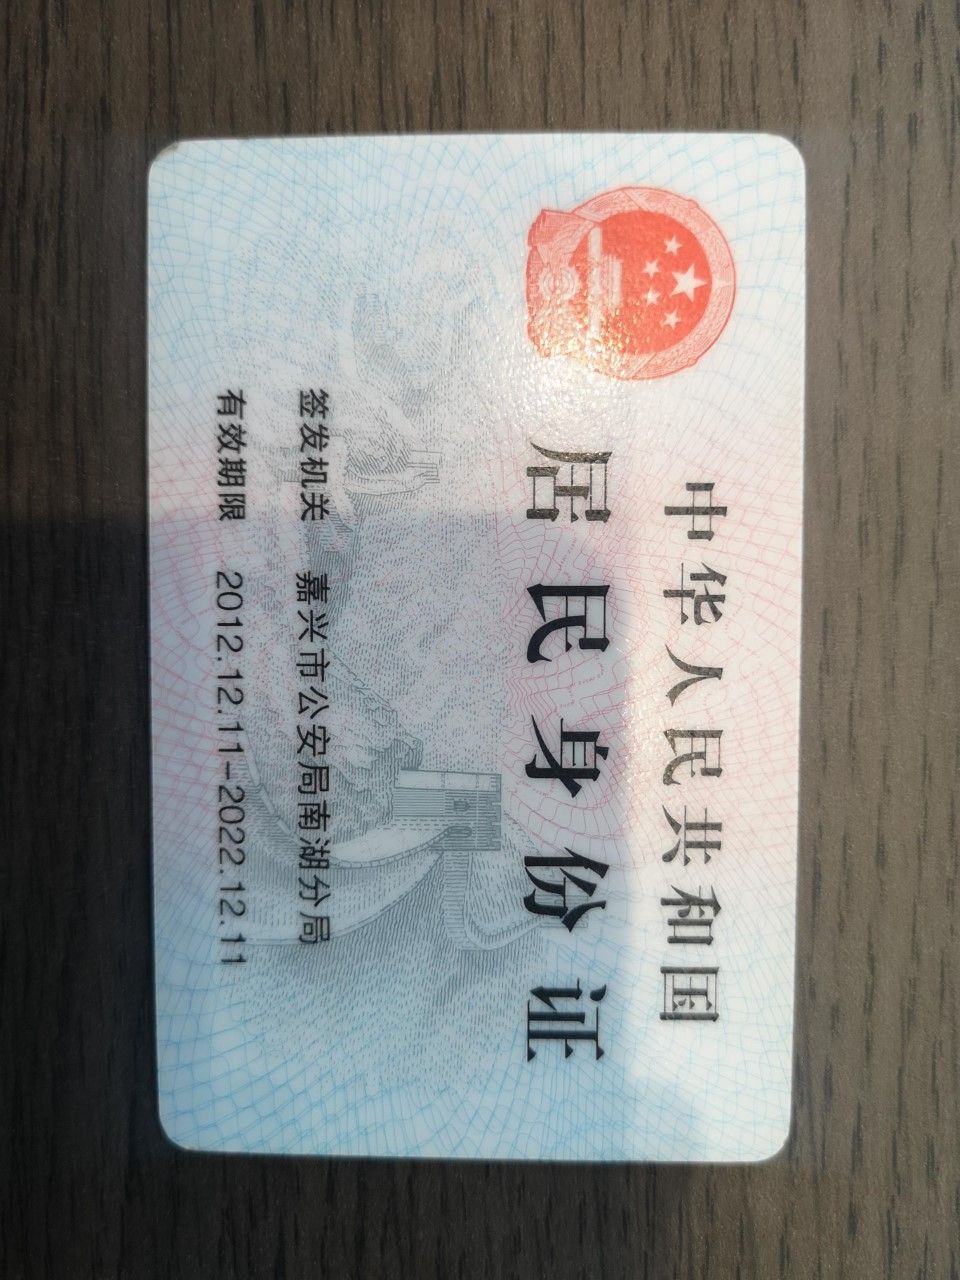 中华人民共和国
居民身份证
签发机关 嘉兴市公安局南湖分局
有效期限 2012.12.11-2022.12.11